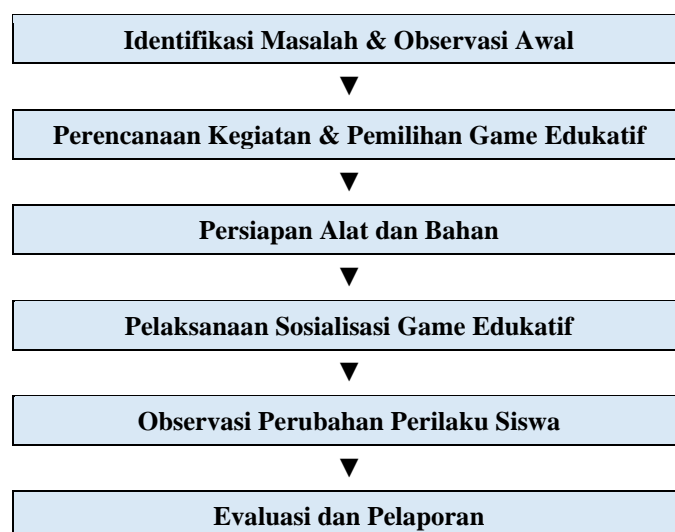 Identifikasi Masalah & Observasi Awal
Perencanaan Kegiatan & Pemilihan Game Edukatif
Persiapan Alat dan Bahan
Pelaksanaan Sosialisasi Game Edukatif
Observasi Perubahan Perilaku Siswa
Evaluasi dan Pelaporan